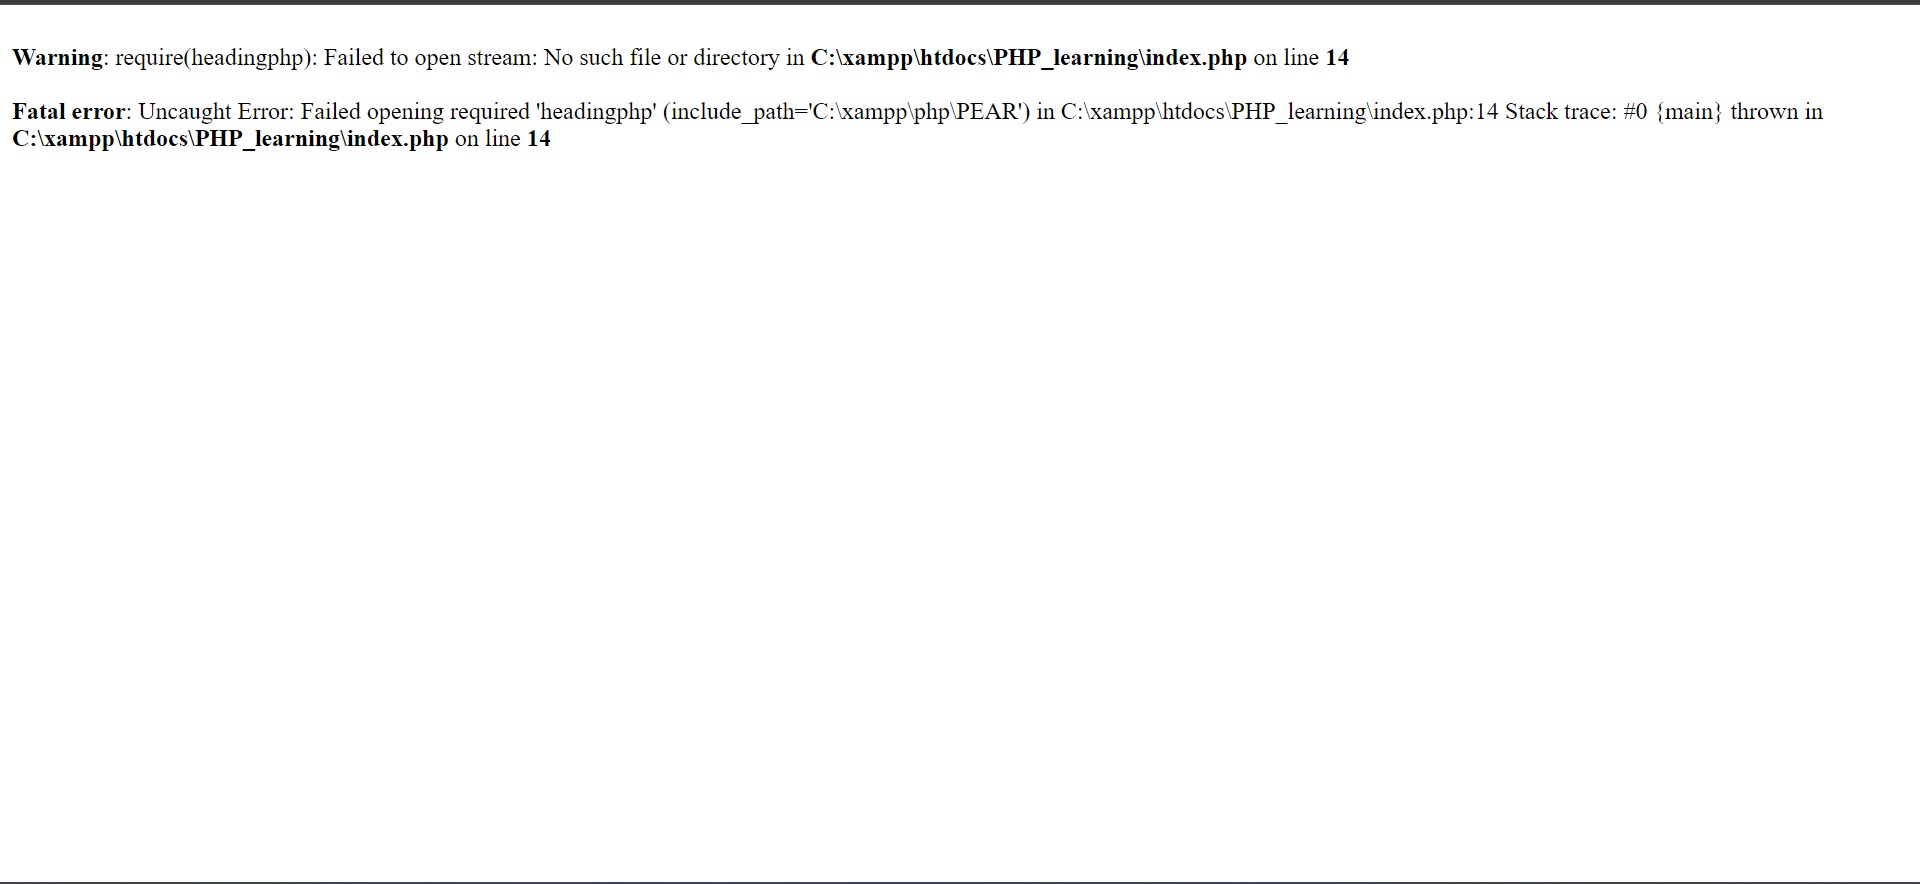 Warning: require(headingphp): Failed to open stream: No such file or directory in C:\xampp\htdocs\PHP_learning\index.php on line 14
Fatal error: Uncaught Error: Failed opening required 'headingphp' (include_path='C:\xampp\php\PEAR') in C:\xampp\htdocs\PHP_learning\index.php:14 Stack trace: #0 {main} thrown in
C:\xampp\htdocs\PHP_learning\index.php on line 14